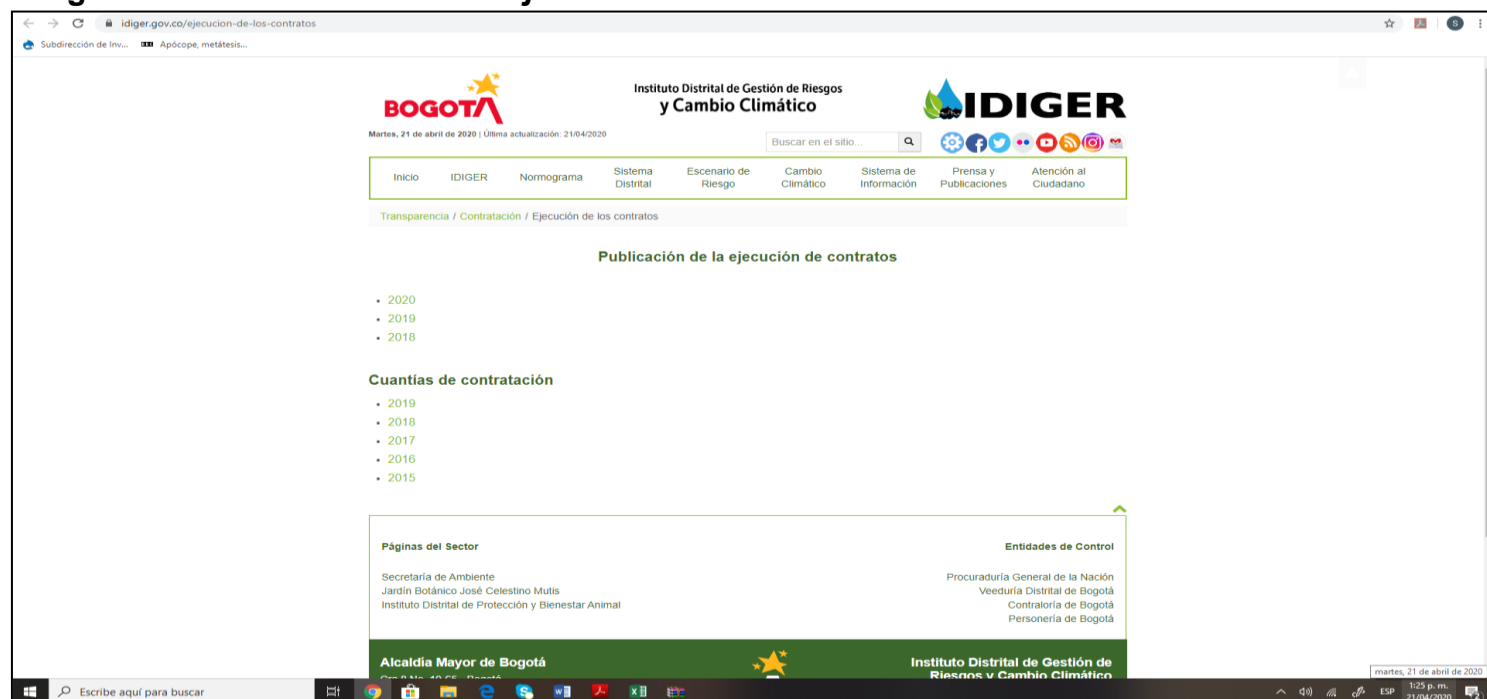 idiger.gov.co/ejecucion-de-los-contratos
S
Subdirección de Inv...
Apócope, metátesis...
BOGOTÁ
Instituto Distrital de Gestión de Riesgos
y Cambio Climático
IDIGER
Martes, 21 de abril de 2020 | Última actualización: 21/04/2020
Buscar en el sitio...
Inicio IDIGER Normograma Sistema Distrital Escenario de Riesgo Cambio Climático Sistema de Información Prensa y Publicaciones Atención al Ciudadano
Transparencia / Contratación / Ejecución de los contratos
Publicación de la ejecución de contratos
2020
2019
2018
Cuantías de contratación
2019
2018
2017
2016
2015
Páginas del Sector
Secretaría de Ambiente
Jardín Botánico José Celestino Mutis
Instituto Distrital de Protección y Bienestar Animal
Entidades de Control
Procuraduría General de la Nación
Veeduría Distrital de Bogotá
Contraloría de Bogotá
Personería de Bogotá
Alcaldía Mayor de Bogotá
Instituto Distrital de Gestión de
Riesgos y Cambio Climático
martes, 21 de abril de 2020
Escribe aquí para buscar
ESP
1:25 p. m.
21/04/2020